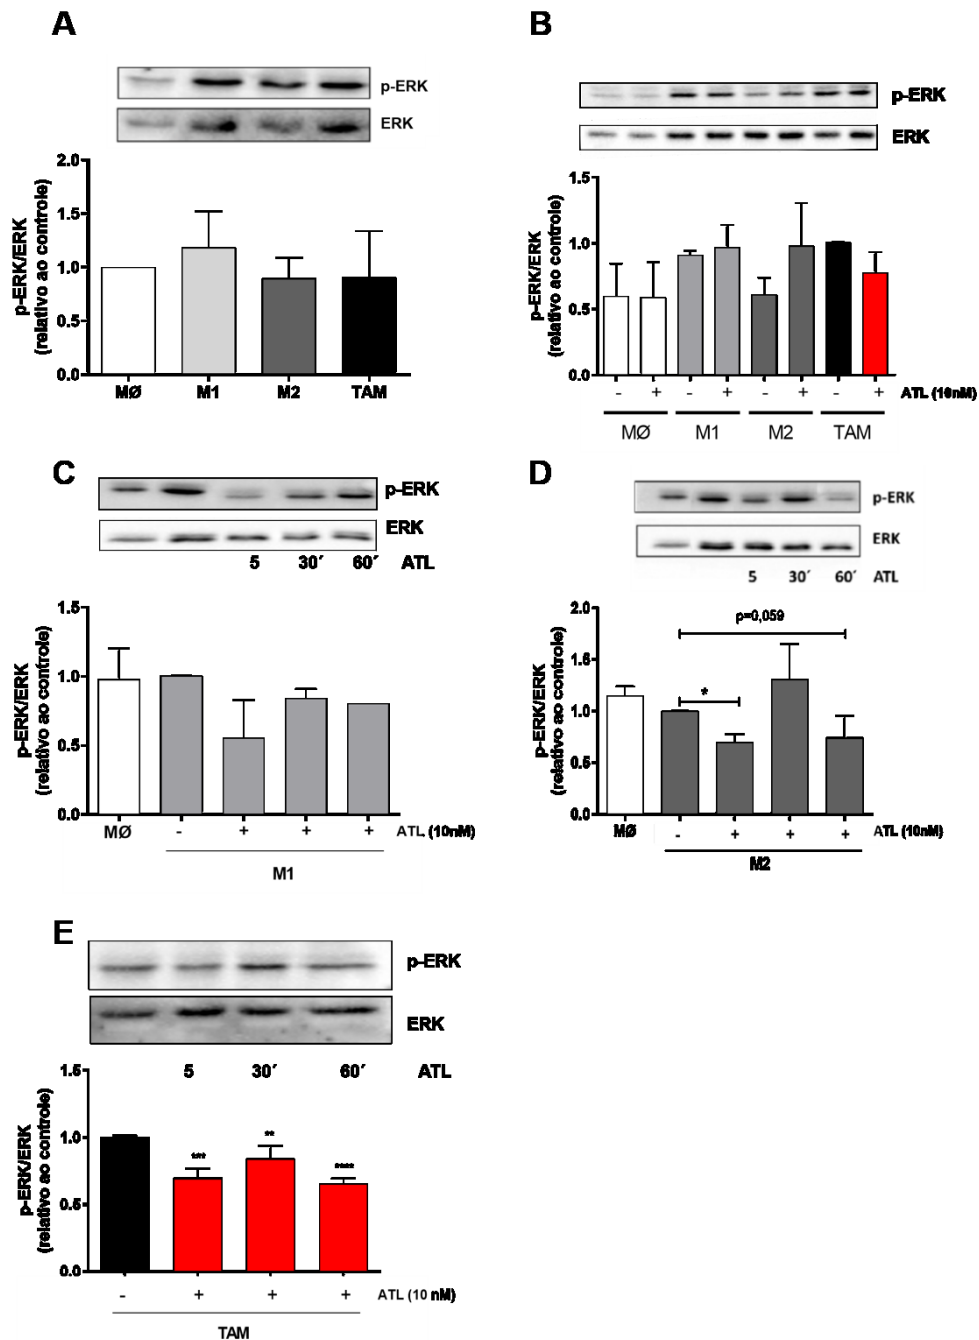 A
p-ERK
ERK
p-ERK/ERK
(relativo ao controle)
2.0
1.5
1.0
0.5
0.0
MØ M1 M2 TAM
B
p-ERK
ERK
p-ERK/ERK
(relativo ao controle)
1.5
1.0
0.5
0.0
- + - + - + - + ATL (10nM)
MØ M1 M2 TAM
C
p-ERK
ERK
5 30´ 60´ ATL
p-ERK/ERK
(relativo ao controle)
1.5
1.0
0.5
0.0
MØ - + + + ATL (10nM)
M1
D
p-ERK
ERK
5 30´ 60´ ATL
p-ERK/ERK
(relativo ao controle)
2.0
1.5
1.0
0.5
0.0
p=0,059
*
MØ - + + + ATL (10nM)
M2
E
p-ERK
ERK
5 30´ 60´ ATL
p-ERK/ERK
(relativo ao controle)
1.5
1.0
0.5
0.0
*** ** ****
- + + + ATL (10 nM)
TAM